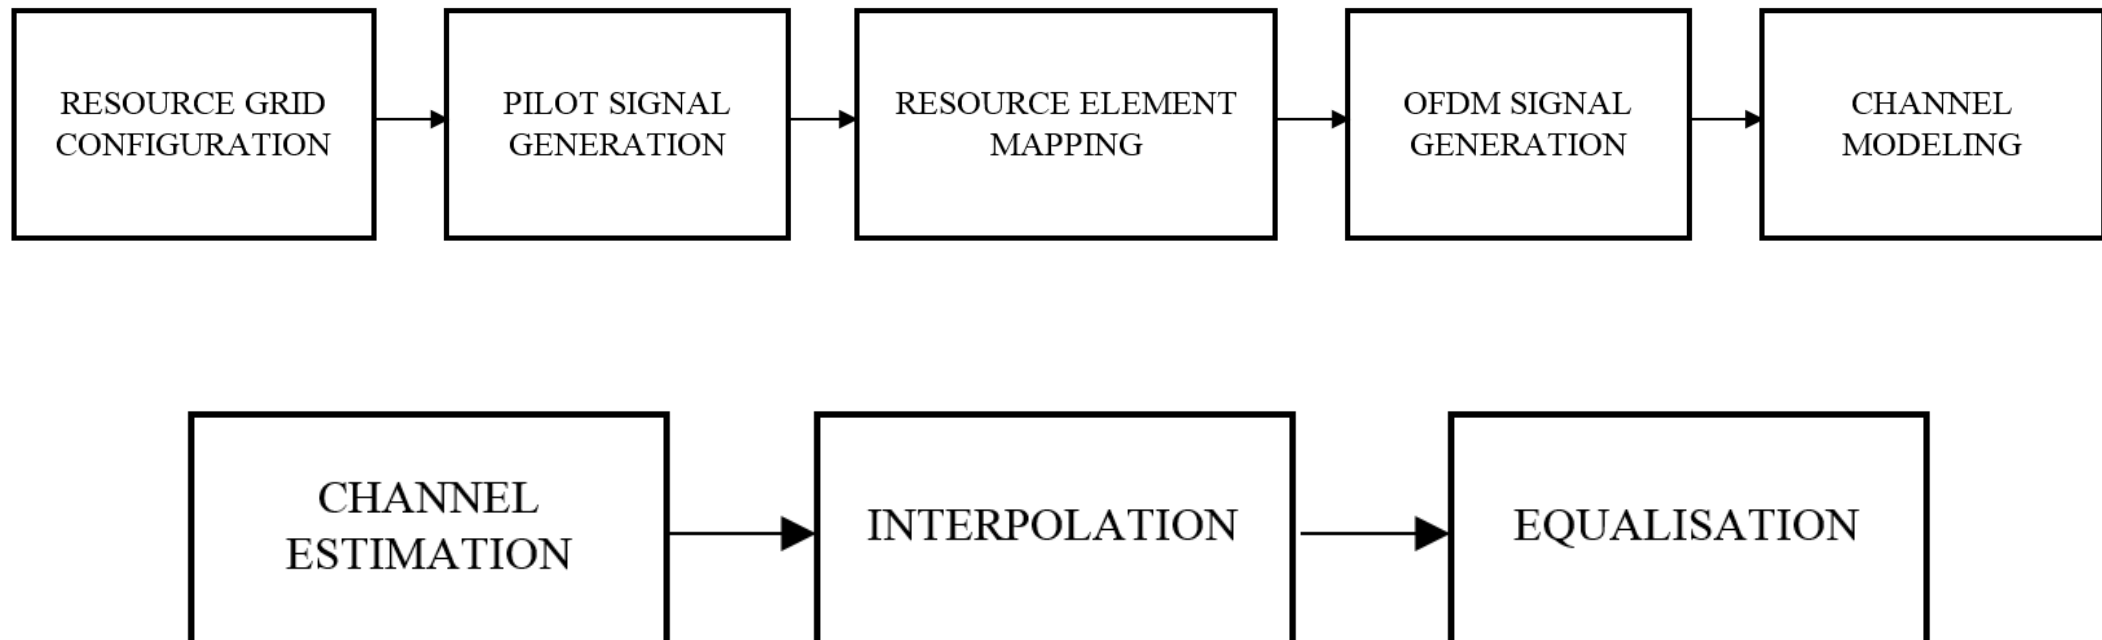 RESOURCE GRID
CONFIGURATION
PILOT SIGNAL
GENERATION
RESOURCE ELEMENT
MAPPING
OFDM SIGNAL
GENERATION
CHANNEL
MODELING
CHANNEL
ESTIMATION
INTERPOLATION
EQUALISATION